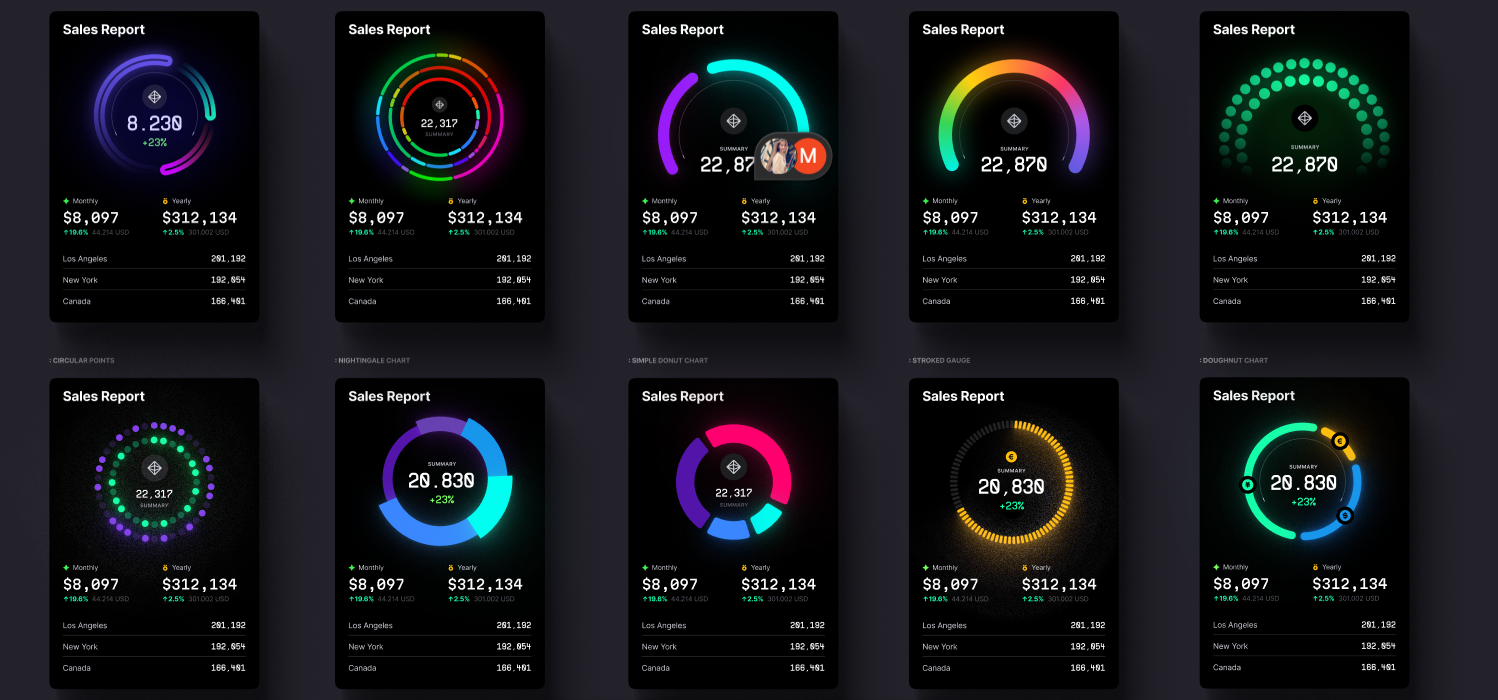 Sales Report
8.230
+23%
Monthly
Yearly
$8,097
$312,134
↑19.6% 44.214 USD
↑2.5% 301.002 USD
Los Angeles 201,192
New York 192,054
Canada 166,401
Sales Report
22,317
SUMMARY
Monthly
Yearly
$8,097
$312,134
↑19.6% 44.214 USD
↑2.5% 301.002 USD
Los Angeles 201,192
New York 192,054
Canada 166,401
Sales Report
SUMMARY
22,87
M
Monthly
Yearly
$8,097
$312,134
↑19.6% 44.214 USD
↑2.5% 301.002 USD
Los Angeles 201,192
New York 192,054
Canada 166,401
Sales Report
SUMMARY
22,870
Monthly
Yearly
$8,097
$312,134
↑19.6% 44.214 USD
↑2.5% 301.002 USD
Los Angeles 201,192
New York 192,054
Canada 166,401
Sales Report
SUMMARY
22,870
Monthly
Yearly
$8,097
$312,134
↑19.6% 44.214 USD
↑2.5% 301.002 USD
Los Angeles 201,192
New York 192,054
Canada 166,401
: CIRCULAR POINTS
: NIGHTINGALE CHART
: SIMPLE DONUT CHART
: STROKED GAUGE
: DOUGHNUT CHART
Sales Report
22,317
SUMMARY
Monthly
Yearly
$8,097
$312,134
↑19.6% 44.214 USD
↑2.5% 301.002 USD
Los Angeles 201,192
New York 192,054
Canada 166,401
Sales Report
SUMMARY
20.830
+23%
Monthly
Yearly
$8,097
$312,134
↑19.6% 44.214 USD
↑2.5% 301.002 USD
Los Angeles 201,192
New York 192,054
Canada 166,401
Sales Report
22,317
SUMMARY
Monthly
Yearly
$8,097
$312,134
↑19.6% 44.214 USD
↑2.5% 301.002 USD
Los Angeles 201,192
New York 192,054
Canada 166,401
Sales Report
€
SUMMARY
20,830
+23%
Monthly
Yearly
$8,097
$312,134
↑19.6% 44.214 USD
↑2.5% 301.002 USD
Los Angeles 201,192
New York 192,054
Canada 166,401
Sales Report
€
SUMMARY
20.830
€
+23%
$
Monthly
Yearly
$8,097
$312,134
↑19.6% 44.214 USD
↑2.5% 301.002 USD
Los Angeles 201,192
New York 192,054
Canada 166,401